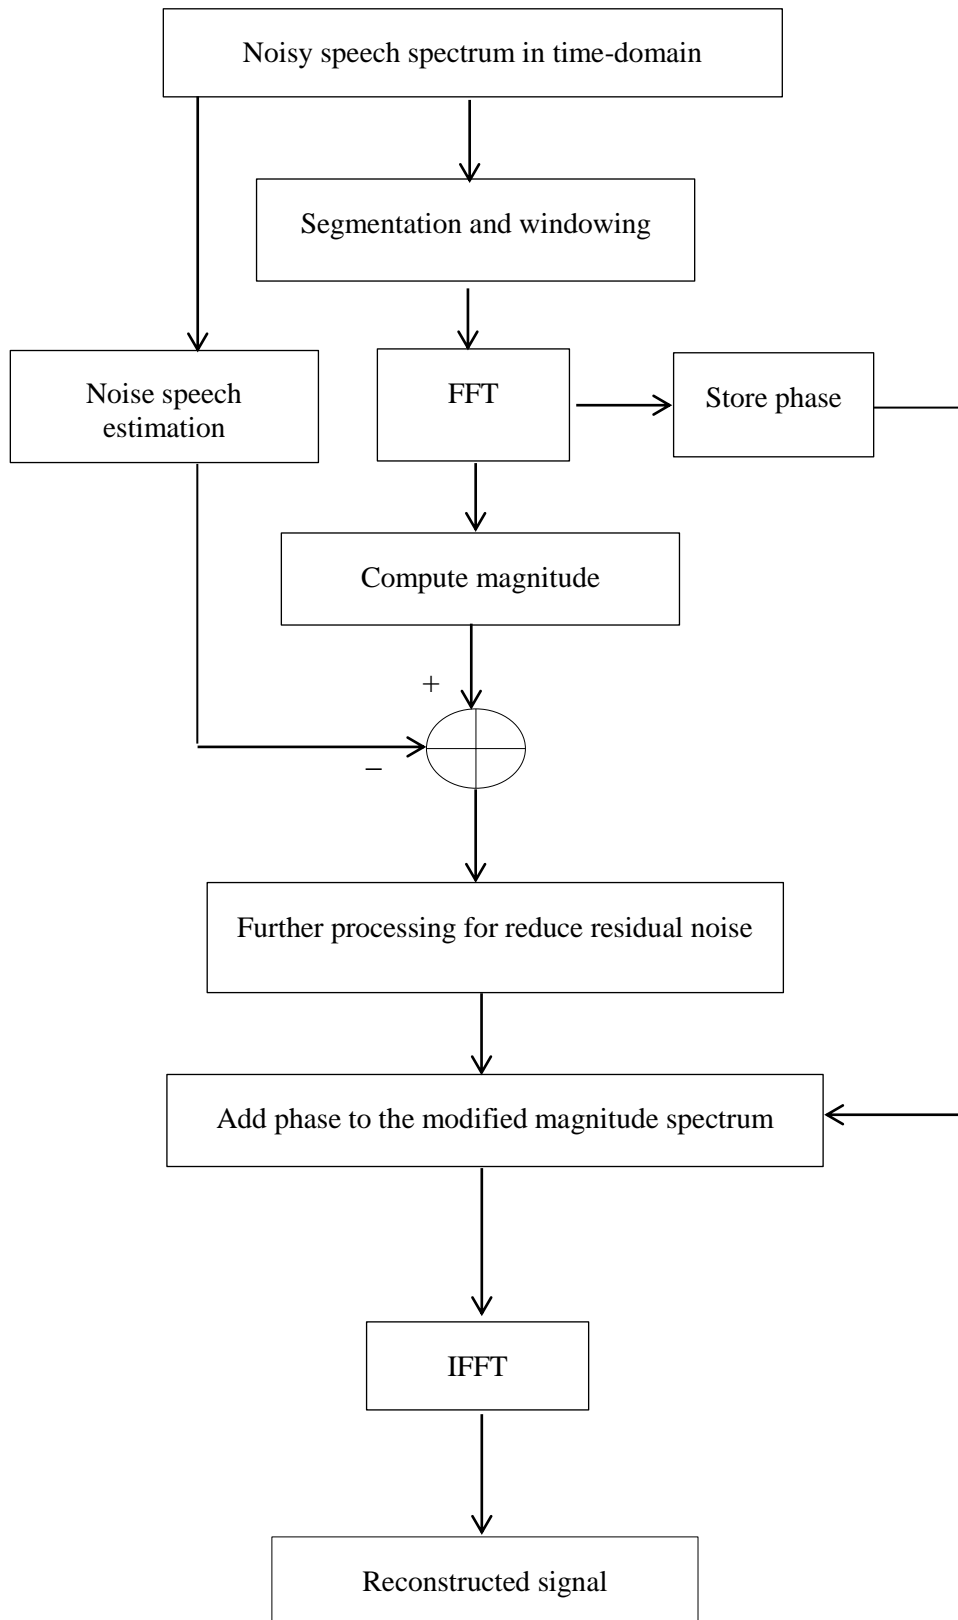 Noisy speech spectrum in time-domain
Segmentation and windowing
Noise speech
estimation
FFT
Store phase
Compute magnitude
+
−
Further processing for reduce residual noise
Add phase to the modified magnitude spectrum
IFFT
Reconstructed signal